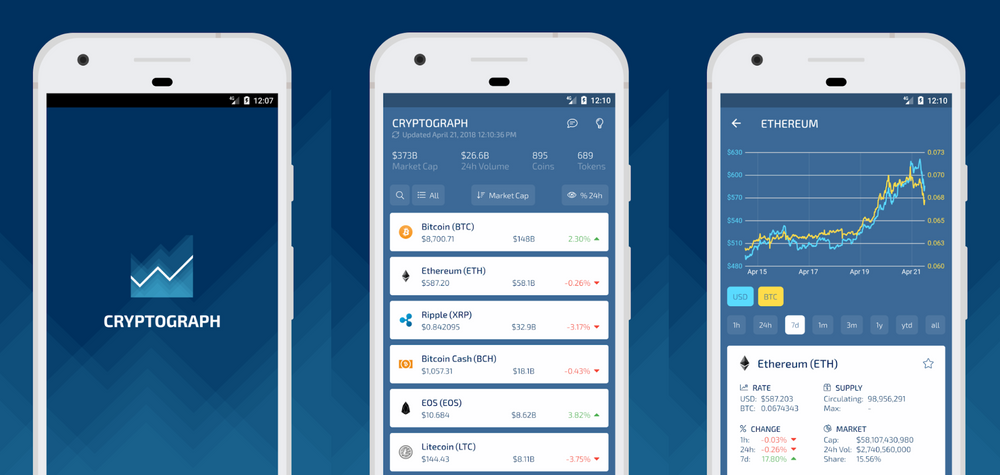 12:07
CRYPTOGRAPH
12:10
CRYPTOGRAPH
Updated April 21, 2018 12:10:36 PM
$373B $26.6B 895 689
Market Cap 24h Volume Coins Tokens
All Market Cap % 24h
Bitcoin (BTC)
$8,700.71 $148B 2.30%
Ethereum (ETH)
$587.20 $58.1B -0.26%
Ripple (XRP)
$0.842095 $32.9B -3.17%
Bitcoin Cash (BCH)
$1,057.31 $18.1B -0.43%
EOS (EOS)
$10.684 $8.62B 3.82%
Litecoin (LTC)
$144.43 $8.11B -3.75%
12:10
ETHEREUM
$630 0.073
$600 0.070
$570 0.068
$540 0.065
$510 0.063
$480 0.060
Apr 15 Apr 17 Apr 19 Apr 21
USD BTC
1h 24h 7d 1m 3m 1y ytd all
Ethereum (ETH)
RATE SUPPLY
USD: $587.203 Circulating: 98,956,291
BTC: 0.0674343 Max: -
CHANGE MARKET
1h: -0.03% Cap: $58,107,430,980
24h: -0.26% 24h Vol: $2,740,560,000
7d: 17.80% Share: 15.56%